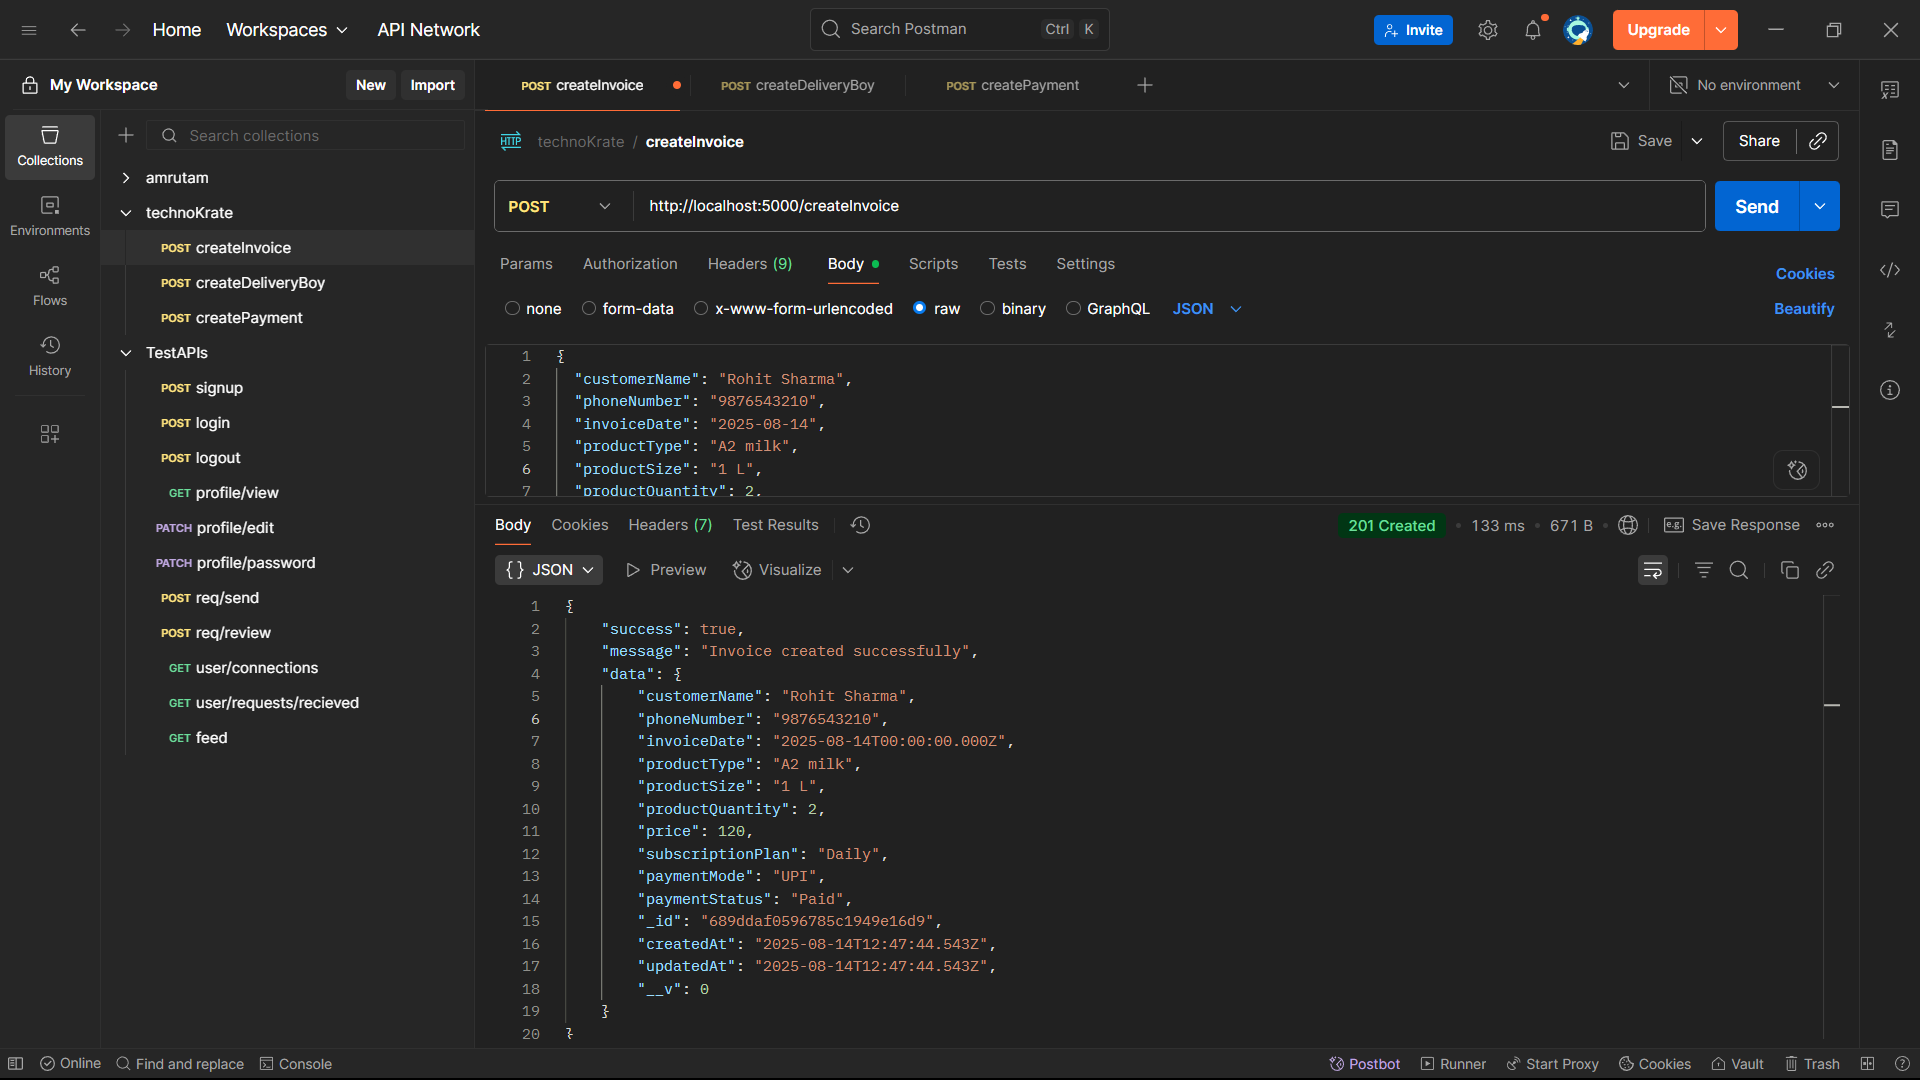 Home Workspaces API Network Search Postman Ctrl K Invite Upgrade
My Workspace New Import POST createInvoice POST createDeliveryBoy POST createPayment No environment
Search collections
Collections
Environments
Flows
History
amrutam
technoKrate
POST createInvoice
POST createDeliveryBoy
POST createPayment
TestAPIs
POST signup
POST login
POST logout
GET profile/view
PATCH profile/edit
PATCH profile/password
POST req/send
POST req/review
GET user/connections
GET user/requests/recieved
GET feed
HTTP technoKrate / createInvoice Save Share
POST http://localhost:5000/createInvoice Send
Params Authorization Headers (9) Body Scripts Tests Settings Cookies
none form-data x-www-form-urlencoded raw binary GraphQL JSON Beautify
1 {
2 "customerName": "Rohit Sharma",
3 "phoneNumber": "9876543210",
4 "invoiceDate": "2025-08-14",
5 "productType": "A2 milk",
6 "productSize": "1 L",
7 "productQuantity": 2,
Body Cookies Headers (7) Test Results 201 Created 133 ms 671 B e.g. Save Response
{} JSON Preview Visualize
1 {
2 "success": true,
3 "message": "Invoice created successfully",
4 "data": {
5 "customerName": "Rohit Sharma",
6 "phoneNumber": "9876543210",
7 "invoiceDate": "2025-08-14T00:00:00.000Z",
8 "productType": "A2 milk",
9 "productSize": "1 L",
10 "productQuantity": 2,
11 "price": 120,
12 "subscriptionPlan": "Daily",
13 "paymentMode": "UPI",
14 "paymentStatus": "Paid",
15 "_id": "689ddaf0596785c1949e16d9",
16 "createdAt": "2025-08-14T12:47:44.543Z",
17 "updatedAt": "2025-08-14T12:47:44.543Z",
18 "__v": 0
19 }
20 }
Online Find and replace Console Postbot Runner Start Proxy Cookies Vault Trash